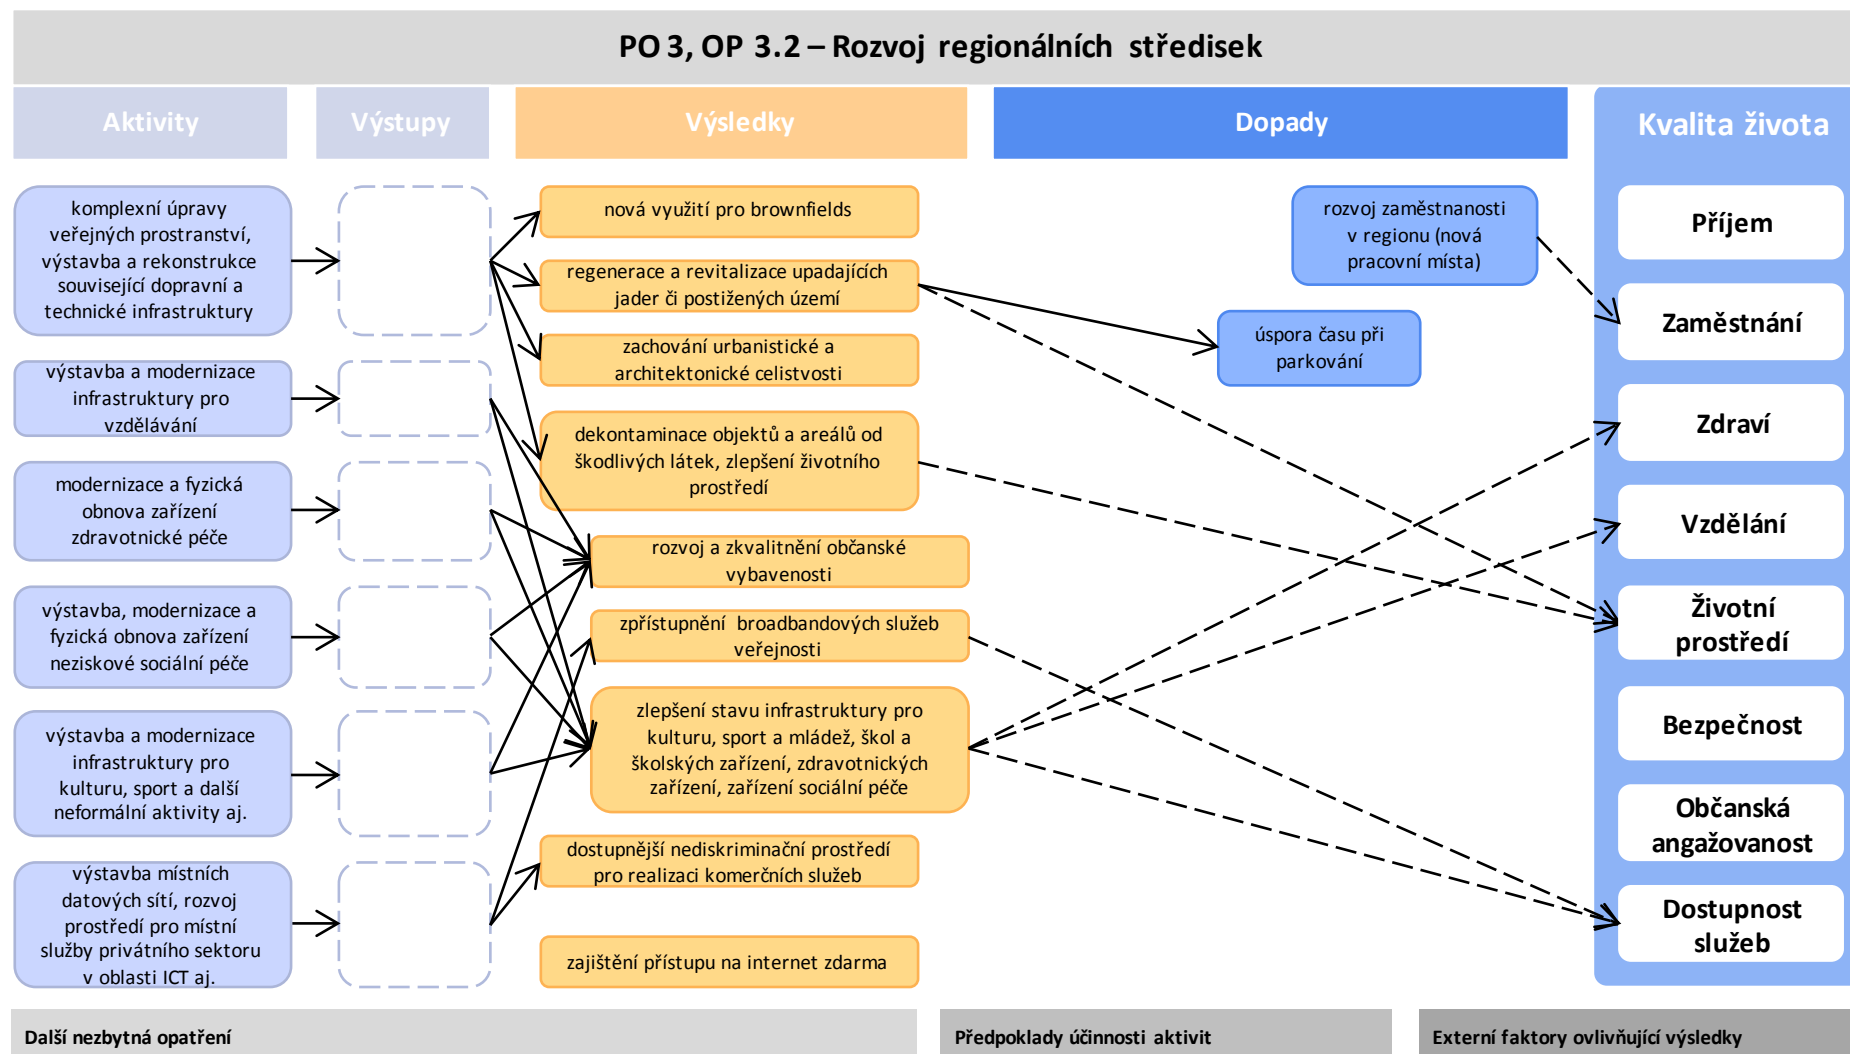 PO 3, OP 3.2 – Rozvoj regionálních středisek
Aktivity
Výstupy
Výsledky
Dopady
Kvalita života
komplexní úpravy
veřejných prostranství,
výstavba a rekonstrukce
související dopravní a
technické infrastruktury
výstavba a modernizace
infrastruktury pro
vzdělávání
modernizace a fyzická
obnova zařízení
zdravotnické péče
výstavba, modernizace a
fyzická obnova zařízení
neziskové sociální péče
výstavba a modernizace
infrastruktury pro
kulturu, sport a další
neformální aktivity aj.
výstavba místních
datových sítí, rozvoj
prostředí pro místní
služby privátního sektoru
v oblasti ICT aj.
nová využití pro brownfields
regenerace a revitalizace upadajících
jader či postižených území
zachování urbanistické a
architektonické celistvosti
dekontaminace objektů a areálů od
škodlivých látek, zlepšení životního
prostředí
rozvoj a zkvalitnění občanské
vybavenosti
zpřístupnění broadbandových služeb
veřejnosti
zlepšení stavu infrastruktury pro
kulturu, sport a mládež, škol a
školských zařízení, zdravotnických
zařízení, zařízení sociální péče
dostupnější nediskriminační prostředí
pro realizaci komerčních služeb
zajištění přístupu na internet zdarma
rozvoj zaměstnanosti
v regionu (nová
pracovní místa)
úspora času při
parkování
Příjem
Zaměstnání
Zdraví
Vzdělání
Životní
prostředí
Bezpečnost
Občanská
angažovanost
Dostupnost
služeb
Další nezbytná opatření
Předpoklady účinnosti aktivit
Externí faktory ovlivňující výsledky